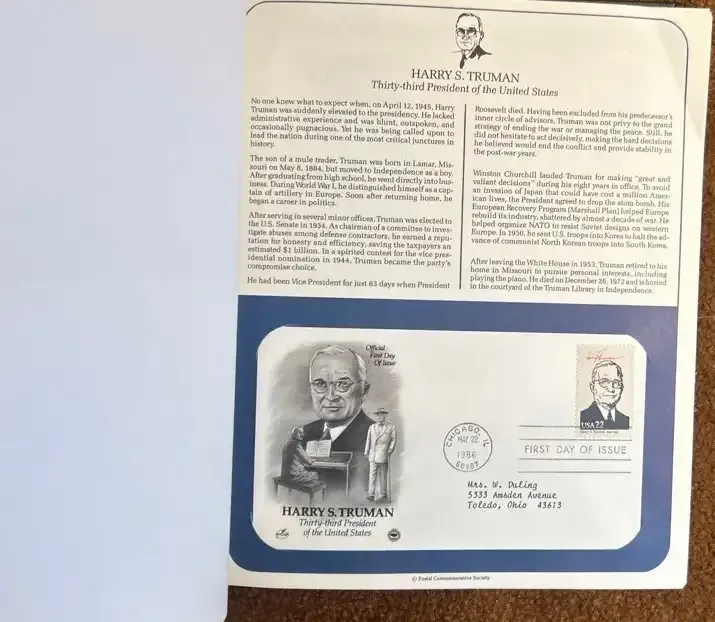 HARRY S. TRUMAN
Thirty-third President of the United States
No one knew what to expect when, on April 12, 1945, Harry
Truman was suddenly elevated to the presidency. He lacked
administrative experience and was blunt, outspoken, and
occasionally pugnacious. Yet he was being called upon to
lead the nation during one of the most critical junctures in
history.
The son of a mule trader, Truman was born in Lamar, Mis-
souri on May 8, 1884, but moved to Independence as a boy.
After graduating from high school, he went directly into bus-
iness. During World War I, he distinguished himself as a cap-
tain of artillery in Europe. Soon after returning home, he
began a career in politics.
After serving in several minor offices, Truman was elected to
the U.S. Senate in 1934. As chairman of a committee to inves-
tigate abuses among defense contractors, he earned a repu-
tation for honesty and efficiency, saving the taxpayers an
estimated $1 billion. In a spirited contest for the vice pres-
idential nomination in 1944, Truman became the party's
compromise choice.
He had been Vice President for just 83 days when President
Roosevelt died. Having been excluded from his predecessor's
inner circle of advisors, Truman was not privy to the grand
strategy of ending the war or managing the peace. Still, he
did not hesitate to act decisively, making the hard decisions
he believed would end the conflict and provide stability in
the post-war years.
Winston Churchill lauded Truman for making "great and
valiant decisions" during his eight years in office. To avoid
an invasion of Japan that could have cost a million Amer-
ican lives, the President agreed to drop the atom bomb. His
European Recovery Program (Marshall Plan) helped Europe
rebuild its industry, shattered by almost a decade of war. He
helped organize NATO to resist Soviet designs on western
Europe. In 1950, he sent U.S. troops into Korea to halt the ad-
vance of communist North Korean troops into South Korea.
After leaving the White House in 1953, Truman retired to his
home in Missouri to pursue personal interests, including
playing the piano. He died on December 26, 1972 and is buried
in the courtyard of the Truman Library in Independence.
Official
First Day
Of Issue
HARRY S. TRUMAN
Thirty-third President
of the United States
USA 22
CHICAGO, IL
MAY 22
1986
60607
FIRST DAY OF ISSUE
Mrs. W. Duling
5333 Amsden Avenue
Toledo, Ohio 43613
© Postal Commemorative Society